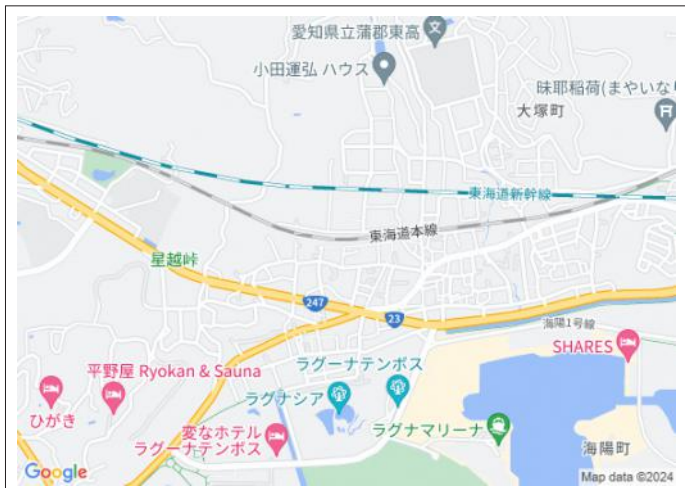 愛知県立蒲郡東高
小田運弘 ハウス
昧耶稲荷(まやいなり
大塚町
東海道新幹線
東海道本線
星越峠
247
23
海陽1号線
SHARES
ラグーナテンボス
平野屋 Ryokan & Sauna
ラグナシア
ひがき
変なホテル
ラグーナテンボス
ラグナマリーナ
海陽町
Google
Map data ©2024